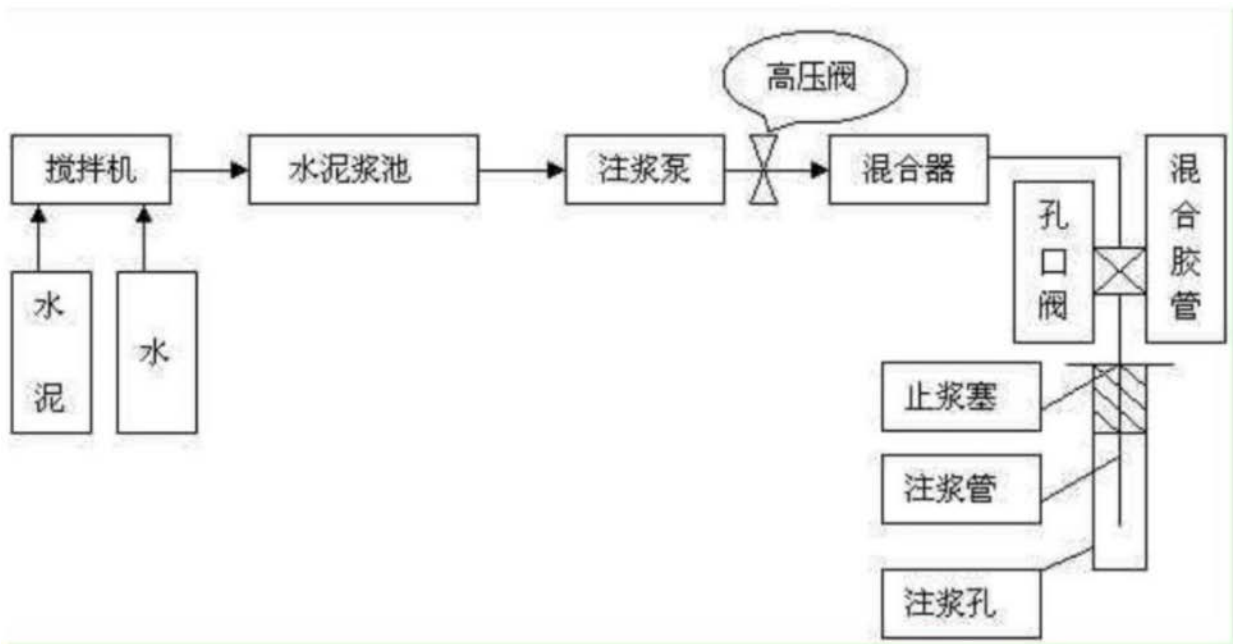 高压阀
搅拌机
水泥浆池
注浆泵
混合器
孔口阀
混合胶管
水泥
水
止浆塞
注浆管
注浆孔